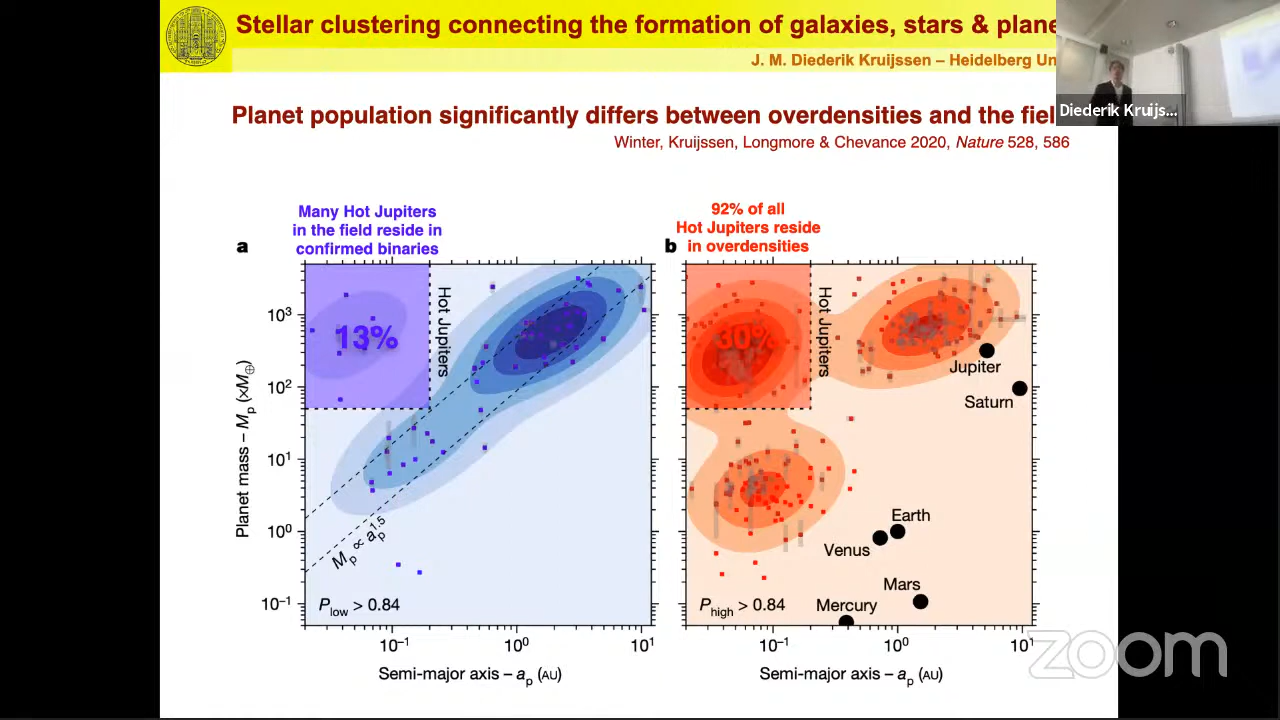 Stellar clustering connecting the formation of galaxies, stars & plane
J. M. Diederik Kruijssen – Heidelberg Un
Diederik Kruijs...
Planet population significantly differs between overdensities and the fiel
Winter, Kruijssen, Longmore & Chevance 2020, Nature 528, 586
Many Hot Jupiters
in the field reside in
confirmed binaries
92% of all
Hot Jupiters reside
in overdensities
a
b
13%
Hot Jupiters
30%
Hot Jupiters
Jupiter
Saturn
Earth
Venus
Mars
Mercury
Mp ∝ ap^1.5
Plow > 0.84
Phigh > 0.84
Planet mass – Mp (×M⊕)
10³
10²
10¹
10⁰
10⁻¹
10⁻¹ 10⁰ 10¹
10⁻¹ 10⁰ 10¹
Semi-major axis – ap (AU)
Semi-major axis – ap (AU)
zoom